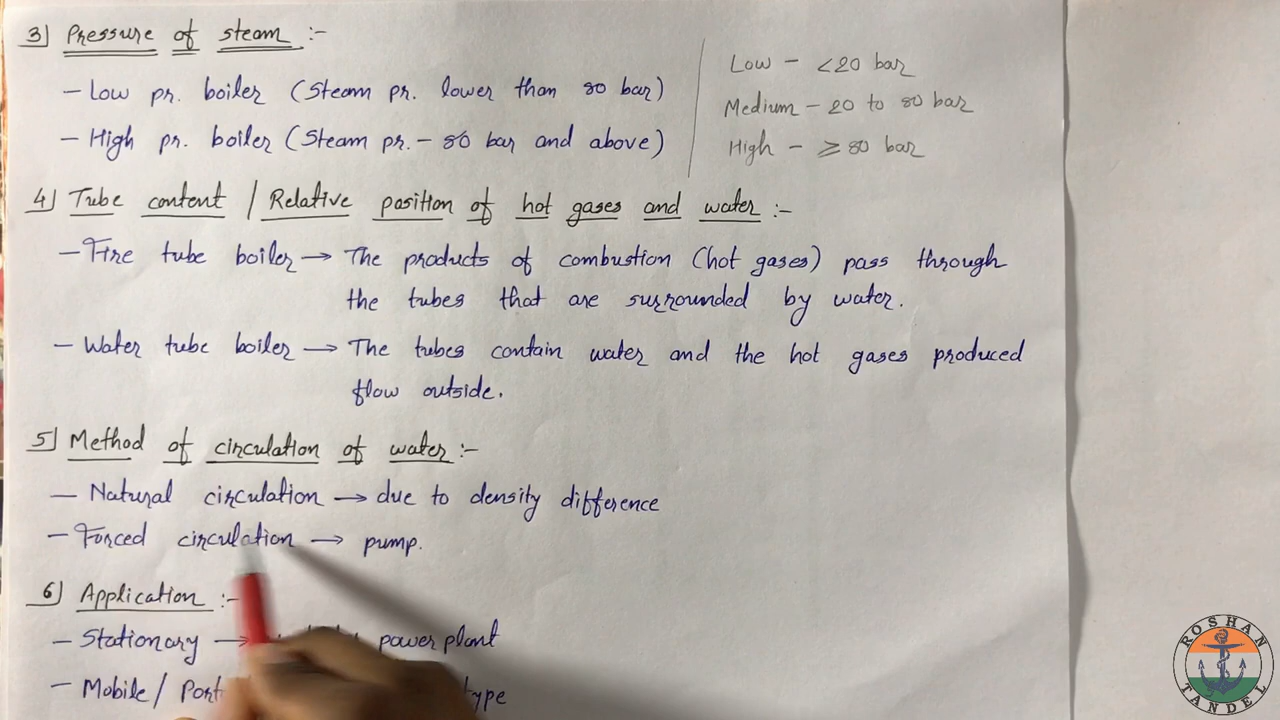 3) Pressure of steam :-
– Low pr. boiler (Steam pr. lower than 80 bar)
– High pr. boiler (Steam pr. – 80 bar and above)
Low – <20 bar
Medium – 20 to 80 bar
High – ≥ 80 bar
4) Tube content / Relative position of hot gases and water :-
– Fire tube boiler → The products of combustion (hot gases) pass through
the tubes that are surrounded by water.
– Water tube boiler → The tubes contain water and the hot gases produced
flow outside.
5) Method of circulation of water :-
– Natural circulation → due to density difference
– Forced circulation → pump.
6) Application :-
– Stationary → power plant
– Mobile / type
ROSHAN
TANDEL